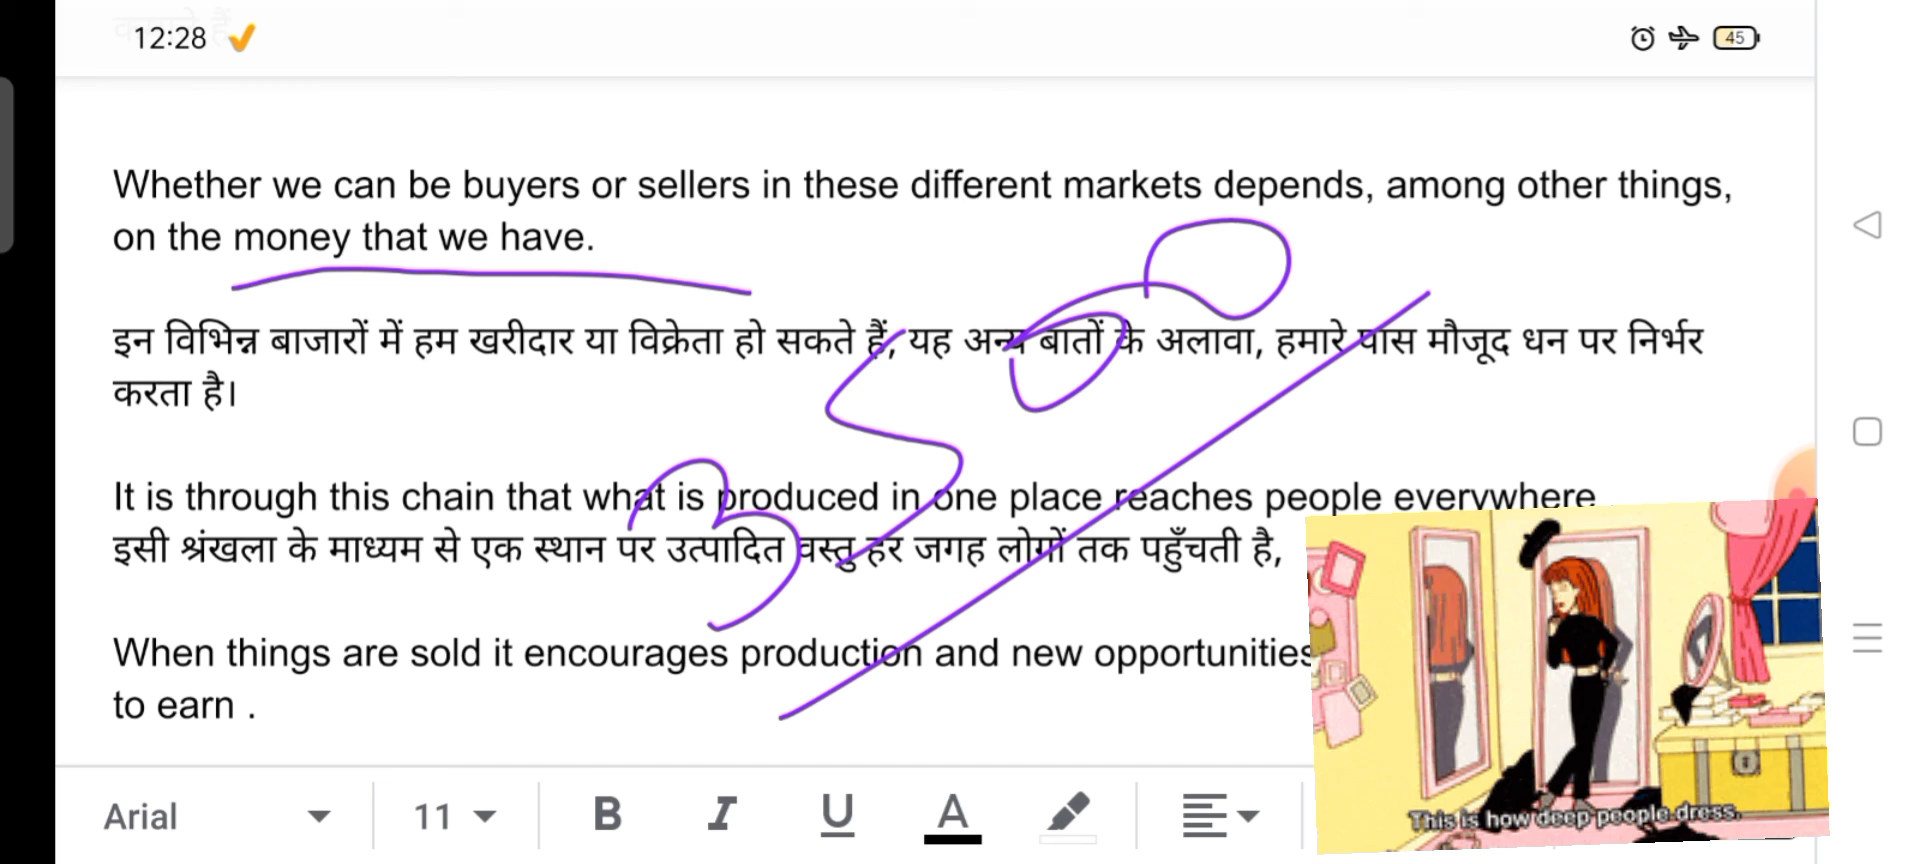 12:28
45
Whether we can be buyers or sellers in these different markets depends, among other things,
on the money that we have.
इन विभिन्न बाजारों में हम खरीदार या विक्रेता हो सकते हैं, यह अन्य बातों के अलावा, हमारे पास मौजूद धन पर निर्भर
करता है।
3500
It is through this chain that what is produced in one place reaches people everywhere
इसी श्रंखला के माध्यम से एक स्थान पर उत्पादित वस्तु हर जगह लोगों तक पहुँचती है,
When things are sold it encourages production and new opportunities
to earn .
This is how deep people dress.
Arial 11 B I U A